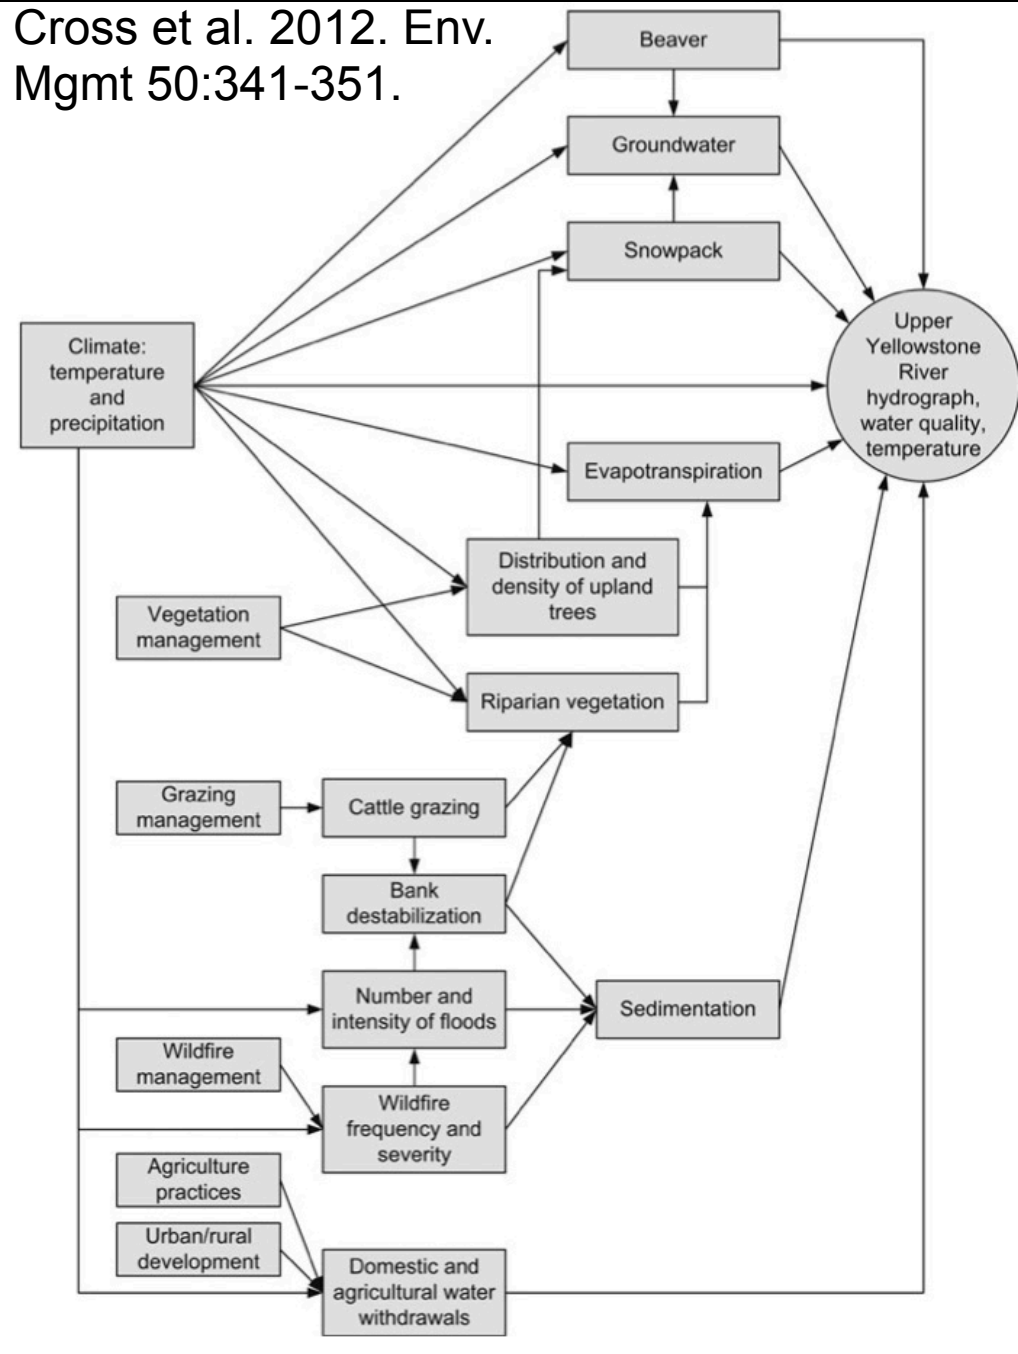 Cross et al. 2012. Env.
Mgmt 50:341-351.
Beaver
Groundwater
Snowpack
Upper
Yellowstone
River
hydrograph,
water quality,
temperature
Climate:
temperature
and
precipitation
Evapotranspiration
Distribution and
density of upland
trees
Vegetation
management
Riparian vegetation
Grazing
management
Cattle grazing
Bank
destabilization
Number and
intensity of floods
Sedimentation
Wildfire
management
Wildfire
frequency and
severity
Agriculture
practices
Urban/rural
development
Domestic and
agricultural water
withdrawals